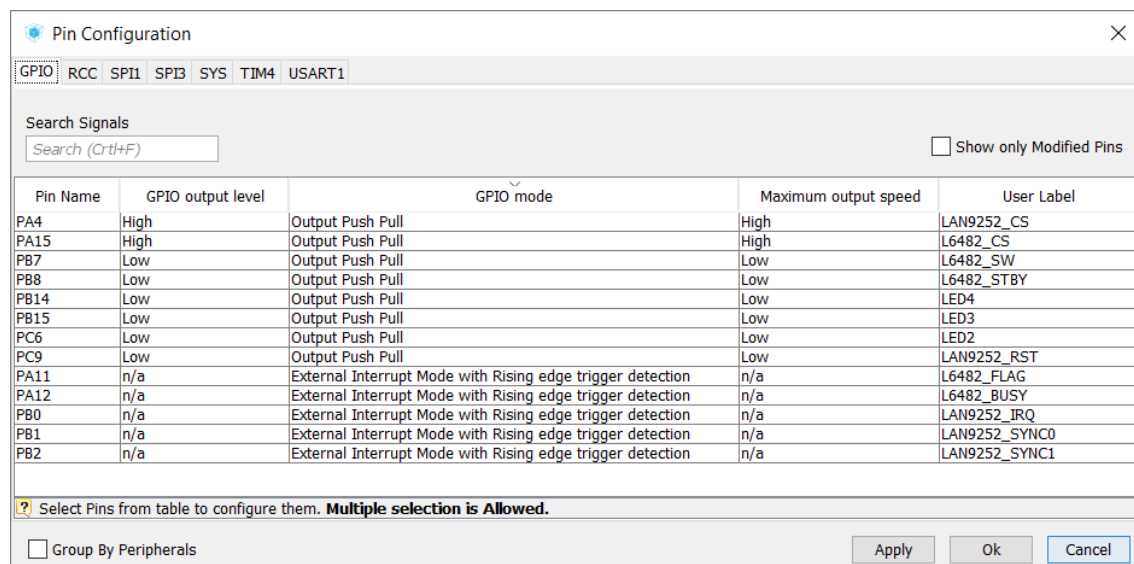 Pin Configuration
GPIO RCC SPI1 SPI3 SYS TIM4 USART1
Search Signals
Search (Crtl+F)
Show only Modified Pins
Pin Name GPIO output level GPIO mode Maximum output speed User Label
PA4 High Output Push Pull High LAN9252_CS
PA15 High Output Push Pull High L6482_CS
PB7 Low Output Push Pull Low L6482_SW
PB8 Low Output Push Pull Low L6482_STBY
PB14 Low Output Push Pull Low LED4
PB15 Low Output Push Pull Low LED3
PC6 Low Output Push Pull Low LED2
PC9 Low Output Push Pull Low LAN9252_RST
PA11 n/a External Interrupt Mode with Rising edge trigger detection n/a L6482_FLAG
PA12 n/a External Interrupt Mode with Rising edge trigger detection n/a L6482_BUSY
PB0 n/a External Interrupt Mode with Rising edge trigger detection n/a LAN9252_IRQ
PB1 n/a External Interrupt Mode with Rising edge trigger detection n/a LAN9252_SYNC0
PB2 n/a External Interrupt Mode with Rising edge trigger detection n/a LAN9252_SYNC1
? Select Pins from table to configure them. Multiple selection is Allowed.
Group By Peripherals Apply Ok Cancel